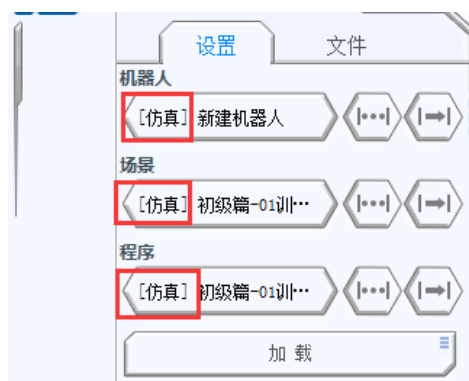 设置 文件
机器人
[仿真] 新建机器人
场景
[仿真] 初级篇-01训…
程序
[仿真] 初级篇-01训…
加 载